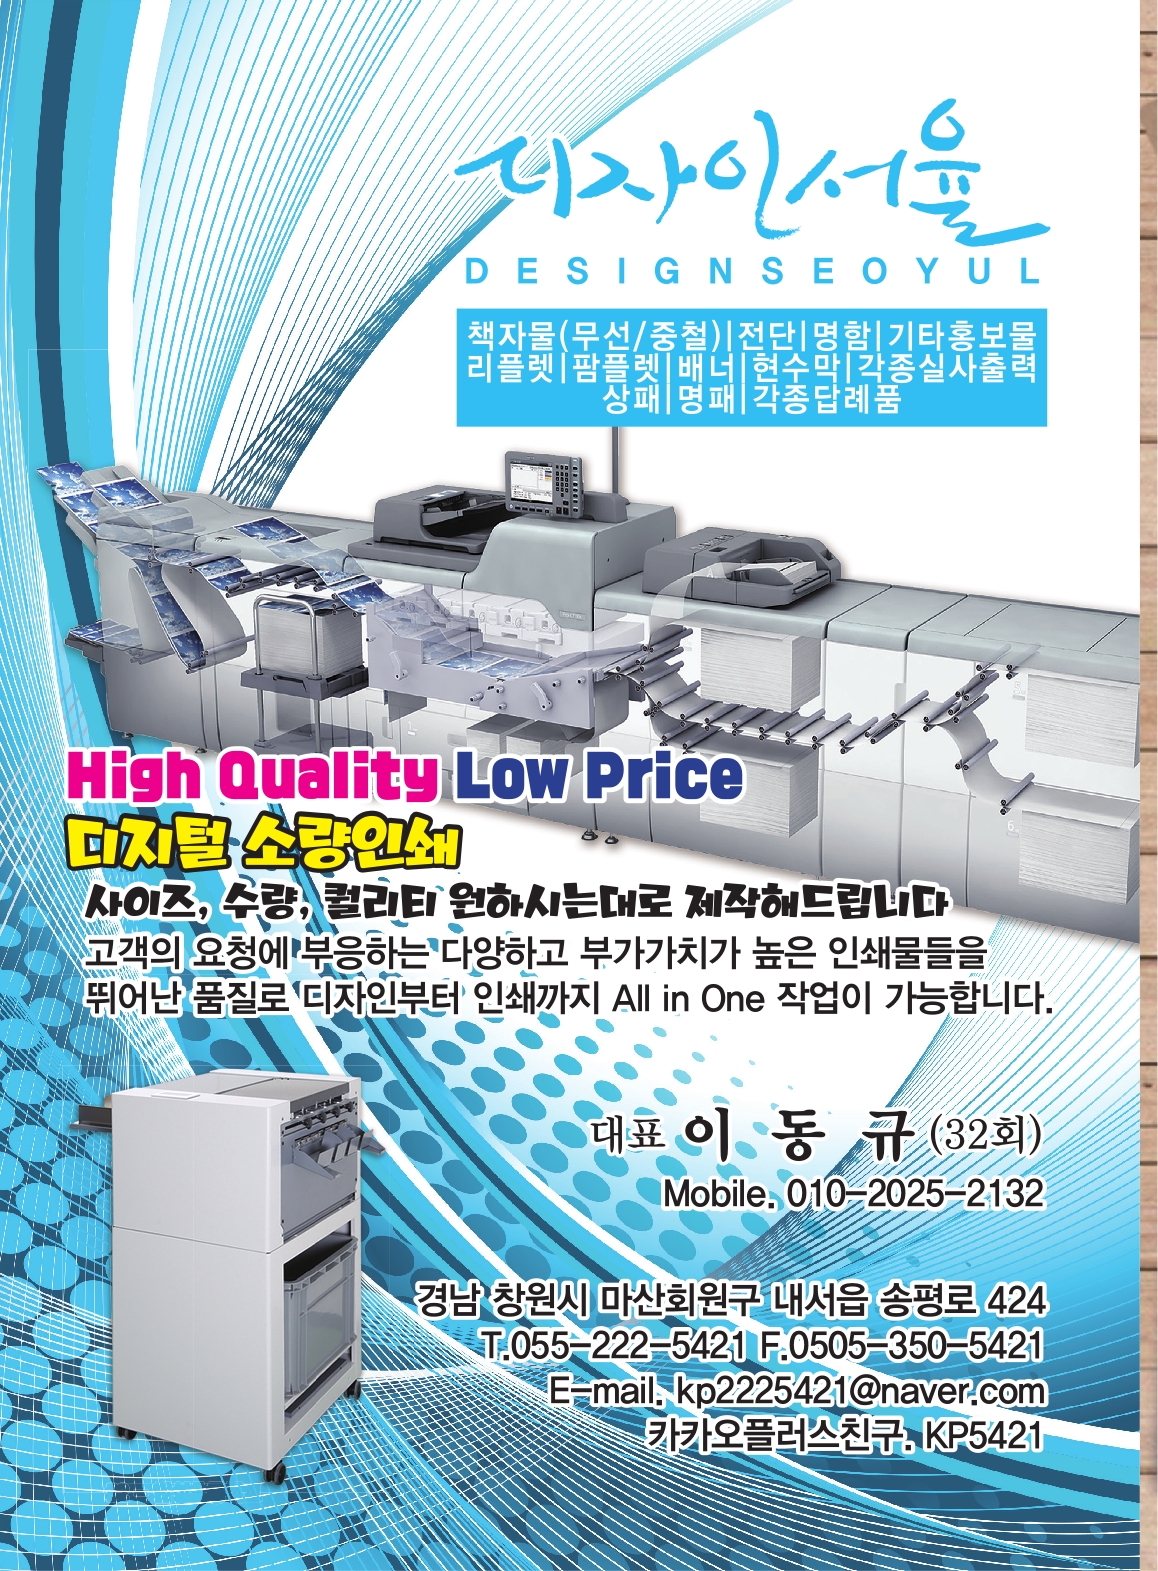 디자인서율
DESIGNSEOYUL
책자물(무선/중철)|전단|명함|기타홍보물
리플렛|팜플렛|배너|현수막|각종실사출력
상패|명패|각종답례품
High Quality Low Price
디지털 소량인쇄
사이즈, 수량, 퀄리티 원하시는대로 제작해드립니다
고객의 요청에 부응하는 다양하고 부가가치가 높은 인쇄물들을
뛰어난 품질로 디자인부터 인쇄까지 All in One 작업이 가능합니다.
대표 이 동 규 (32회)
Mobile. 010-2025-2132
경남 창원시 마산회원구 내서읍 송평로 424
T.055-222-5421 F.0505-350-5421
E-mail. kp2225421@naver.com
카카오플러스친구. KP5421